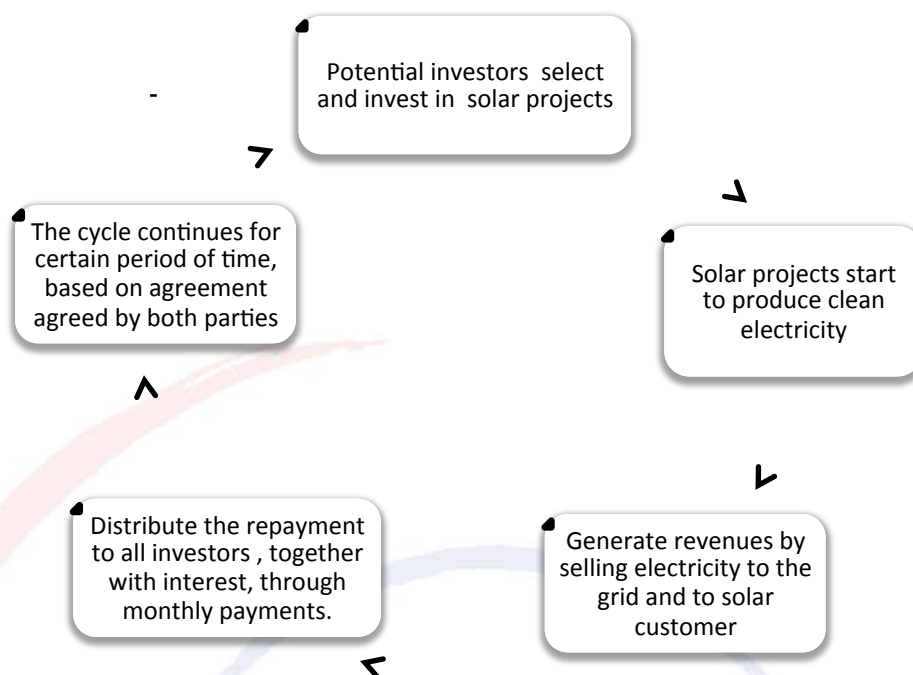 Potential investors select
and invest in solar projects
-
Solar projects start
to produce clean
electricity
Generate revenues by
selling electricity to the
grid and to solar
customer
Distribute the repayment
to all investors , together
with interest, through
monthly payments.
The cycle continues for
certain period of time,
based on agreement
agreed by both parties